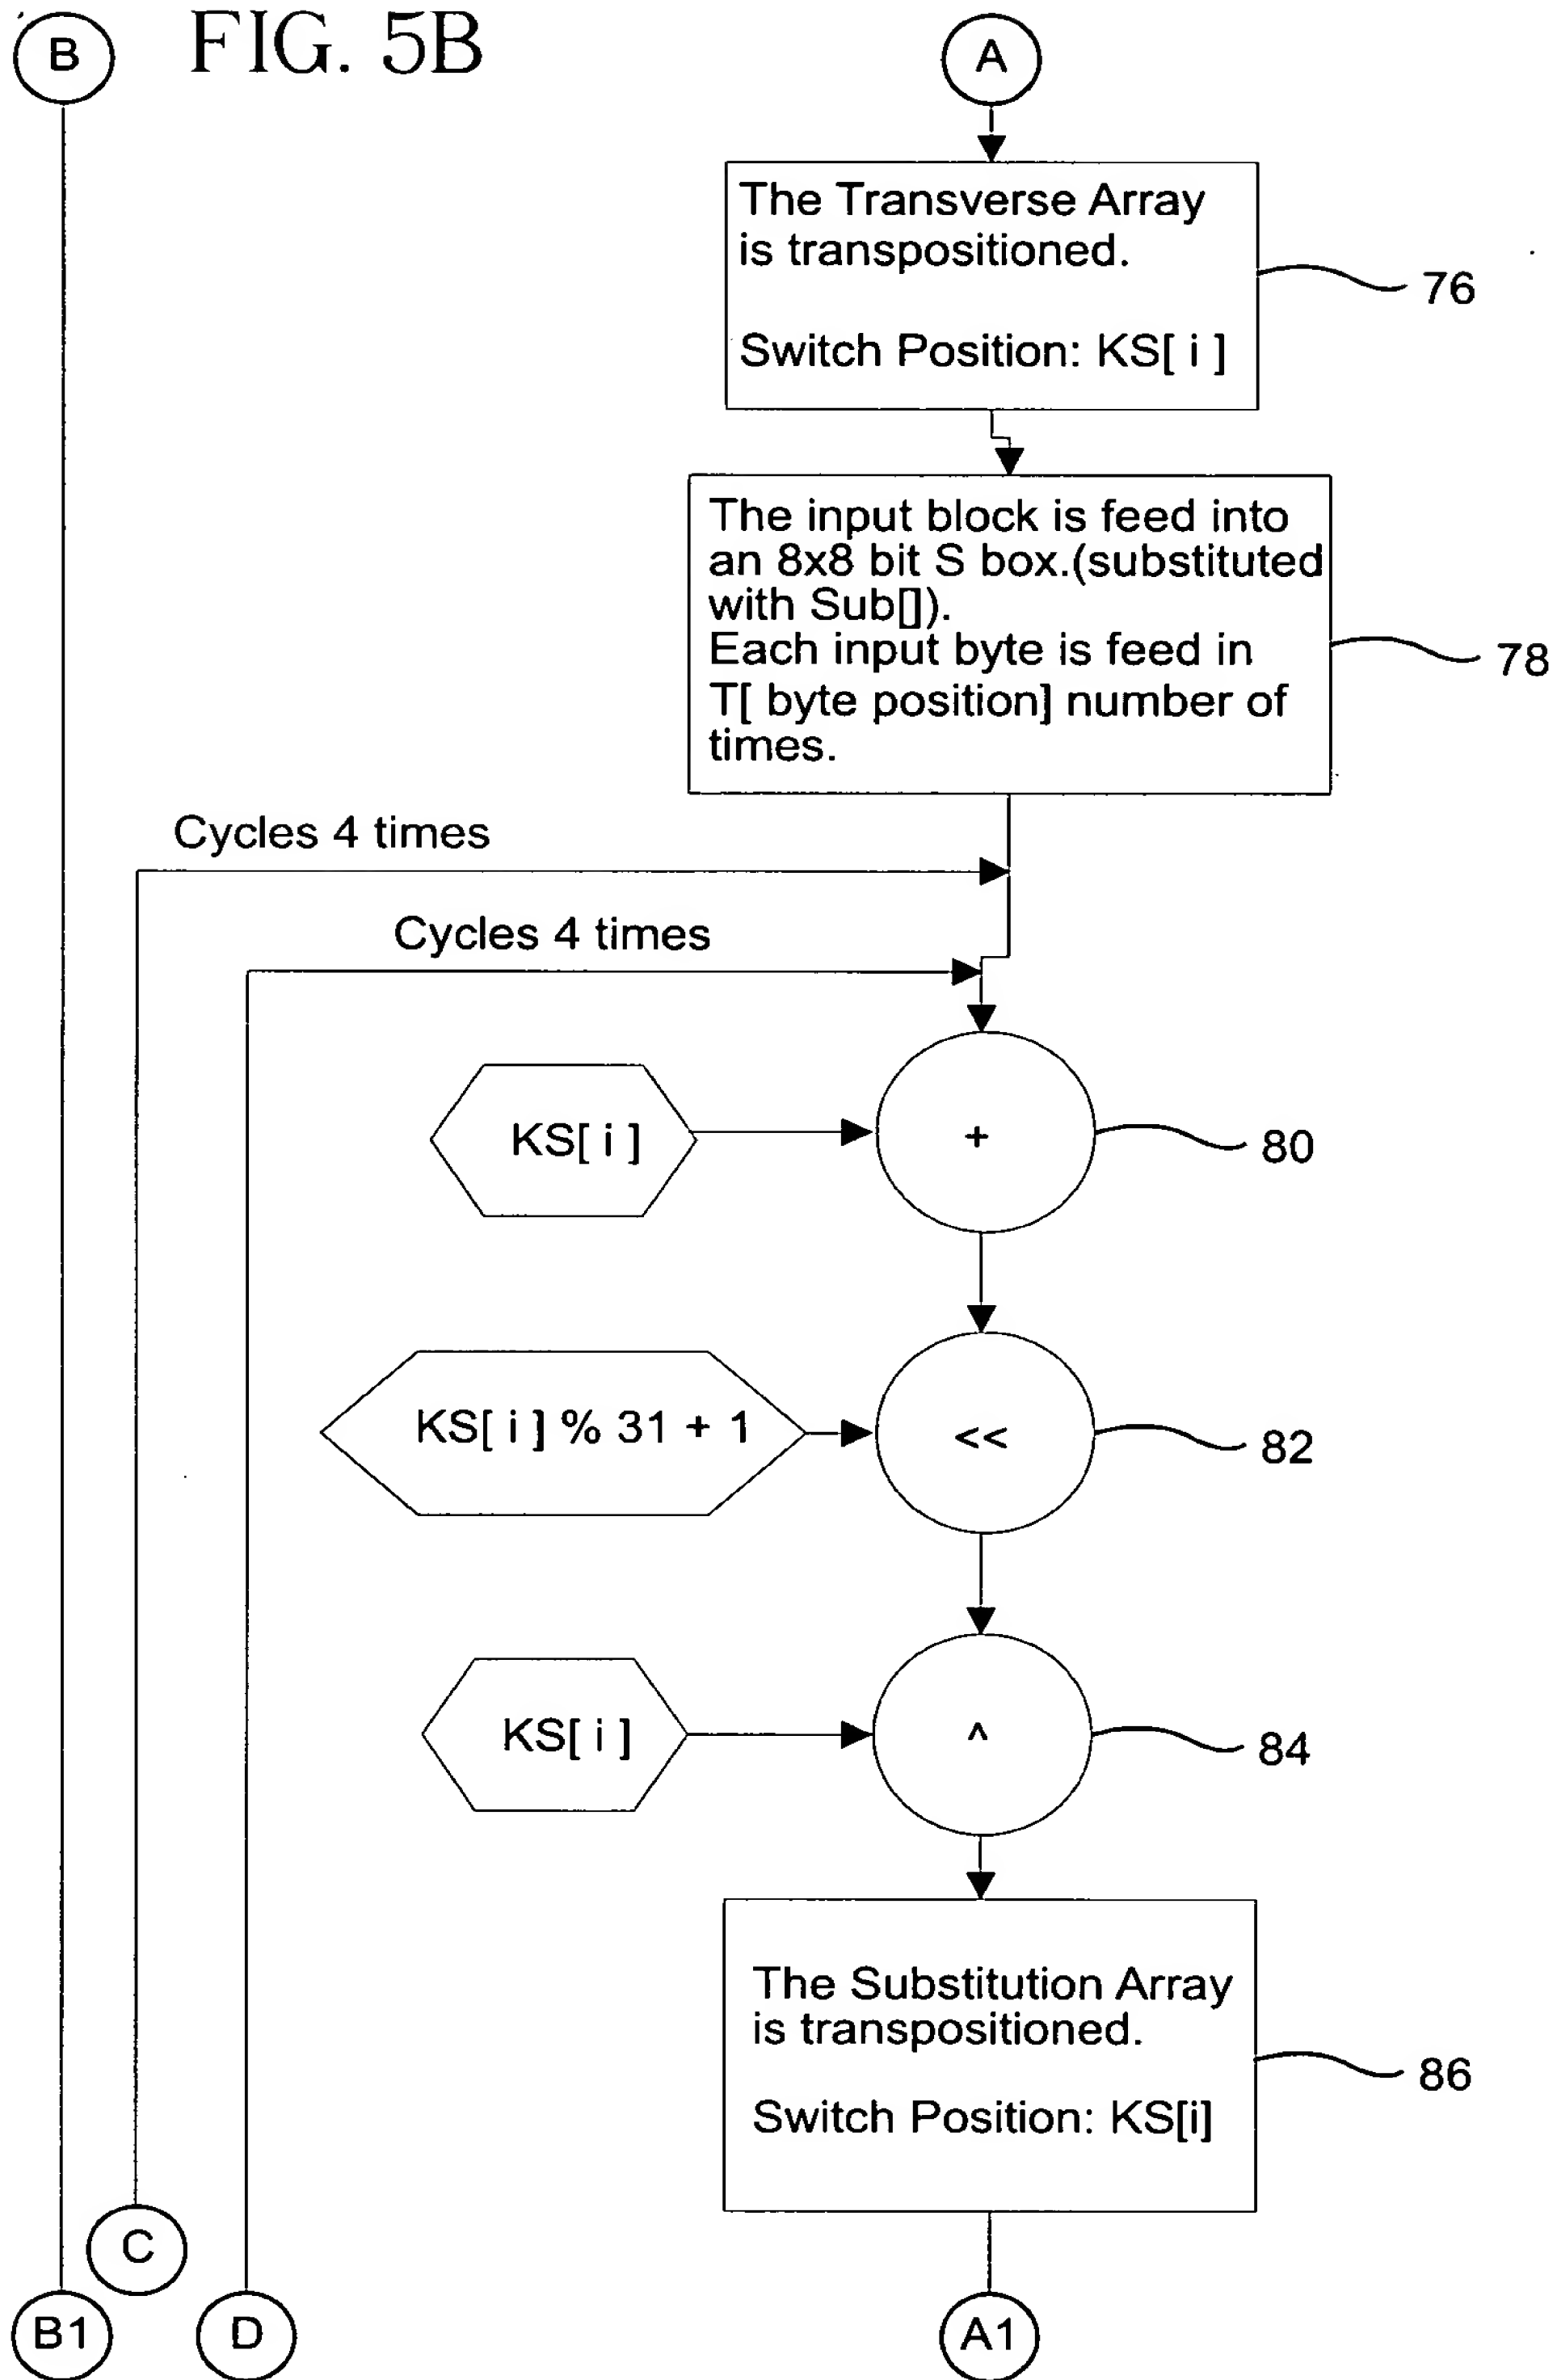 B
FIG. 5B
A
The Transverse Array
is transpositioned.
Switch Position: KS[ i ]
76
The input block is feed into
an 8x8 bit S box.(substituted
with Sub[]).
Each input byte is feed in
T[ byte position] number of
times.
78
Cycles 4 times
Cycles 4 times
KS[ i ]
+
80
KS[ i ] % 31 + 1
<<
82
KS[ i ]
^
84
The Substitution Array
is transpositioned.
Switch Position: KS[i]
86
C
B1
D
A1